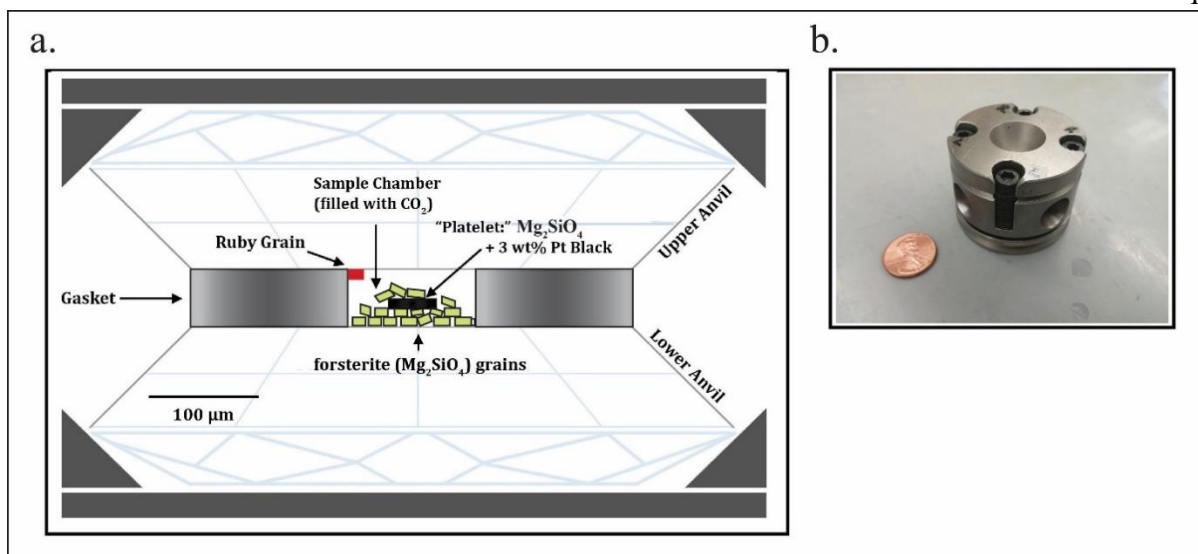 a.
b.
Sample Chamber
(filled with CO₂)
"Platelet:" Mg₂SiO₄
+ 3 wt% Pt Black
Ruby Grain
Upper Anvil
Gasket
Lower Anvil
forsterite (Mg₂SiO₄) grains
100 µm